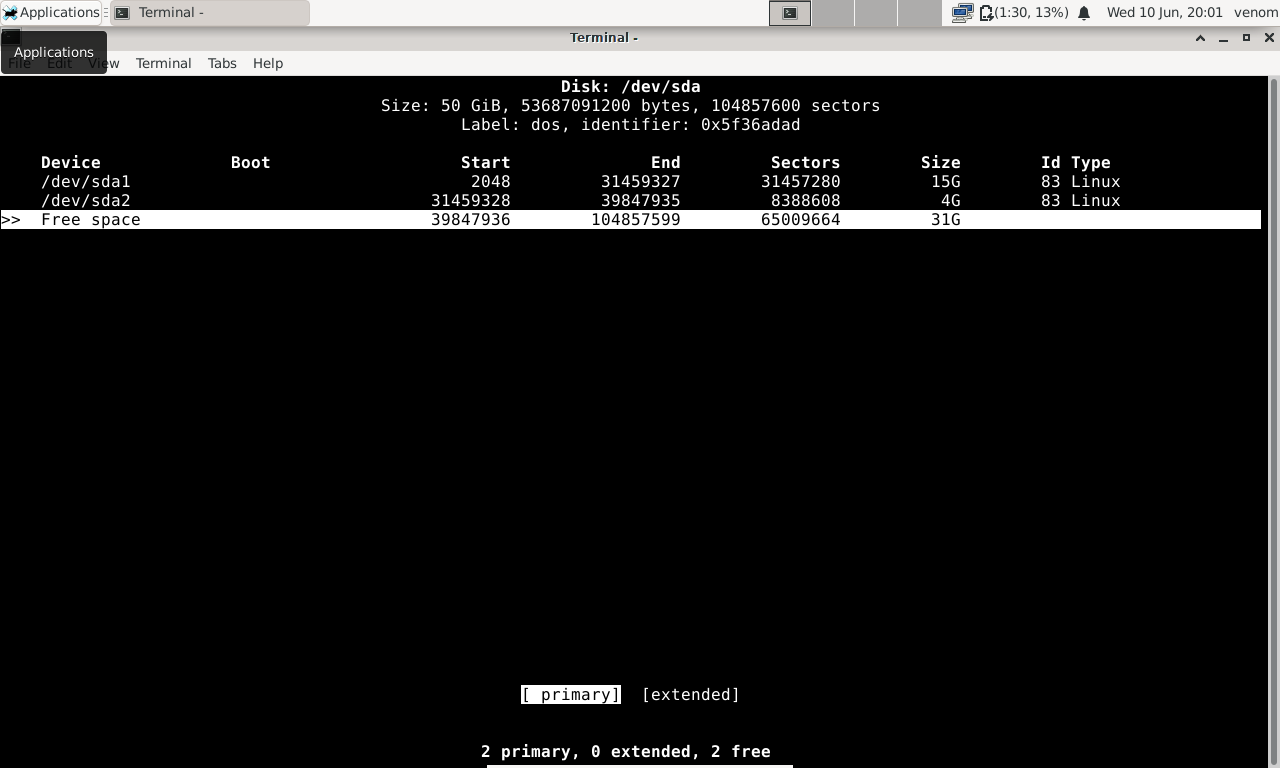 Applications Terminal - (1:30, 13%) Wed 10 Jun, 20:01 venom
Terminal -
Applications
File Edit View Terminal Tabs Help
Disk: /dev/sda
Size: 50 GiB, 53687091200 bytes, 104857600 sectors
Label: dos, identifier: 0x5f36adad
Device Boot Start End Sectors Size Id Type
/dev/sda1 2048 31459327 31457280 15G 83 Linux
/dev/sda2 31459328 39847935 8388608 4G 83 Linux
>> Free space 39847936 104857599 65009664 31G
[ primary] [extended]
2 primary, 0 extended, 2 free